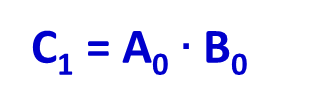 C₁ = A₀ · B₀